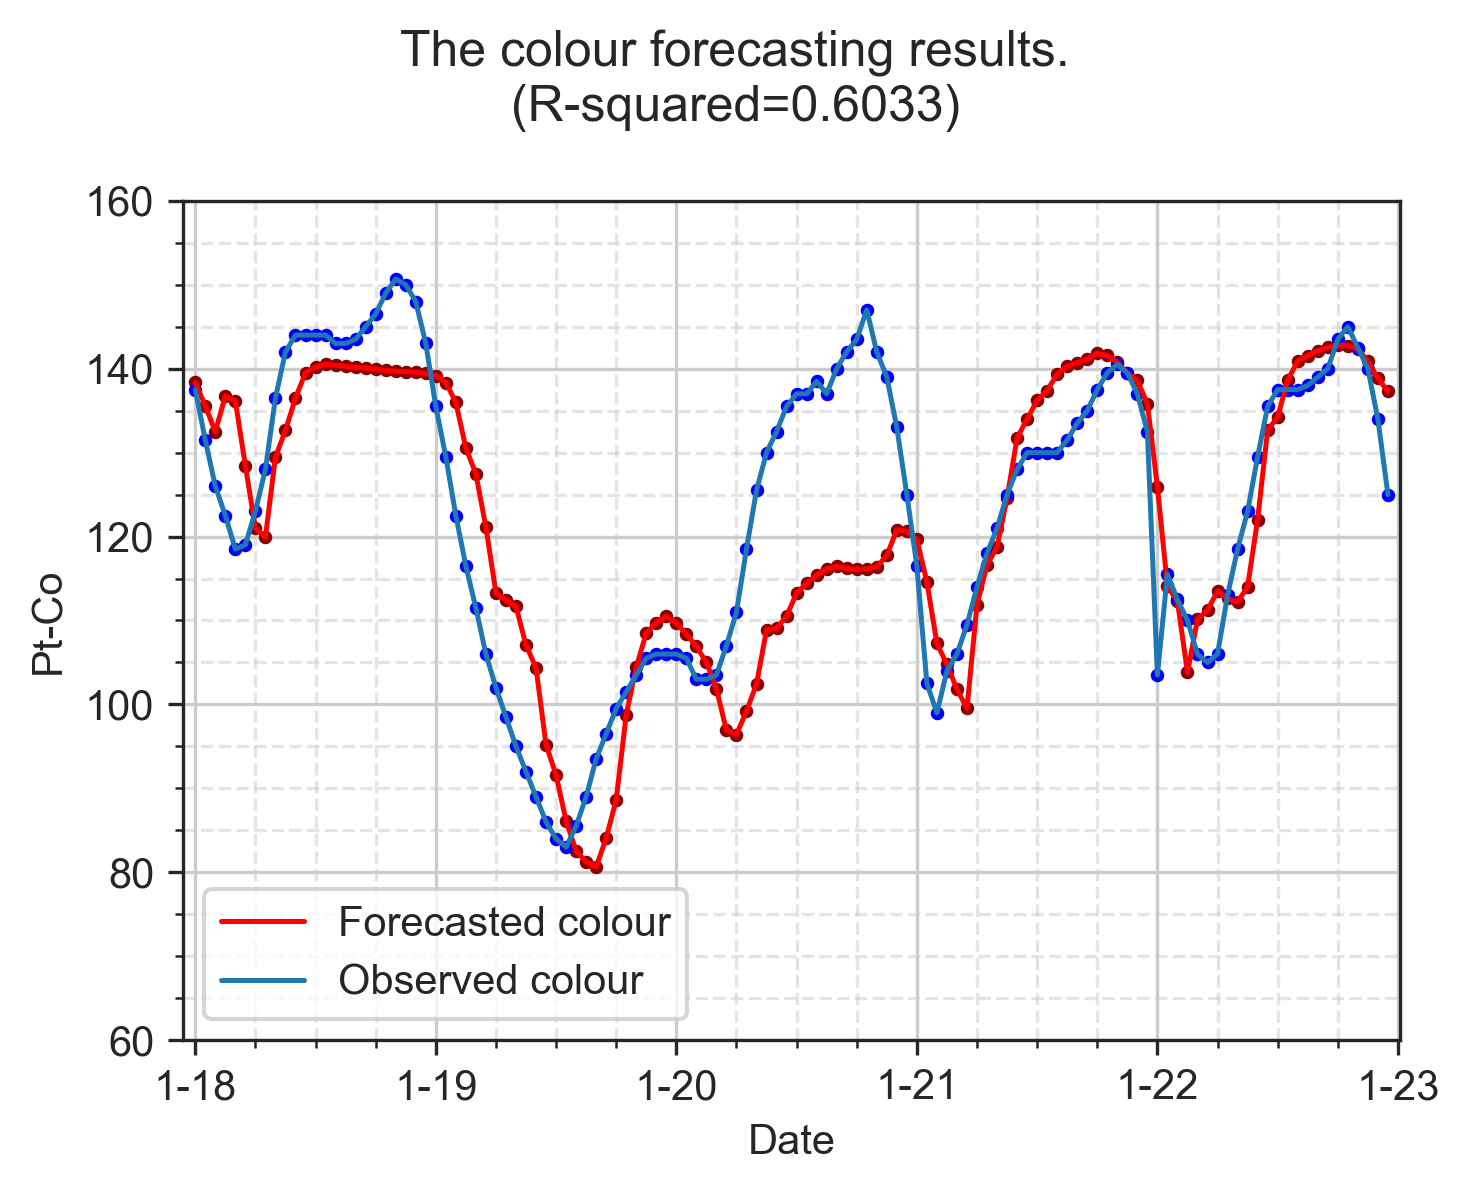 The colour forecasting results.
(R-squared=0.6033)
160
140
120
100
80
60
Pt-Co
Forecasted colour
Observed colour
1-18 1-19 1-20 1-21 1-22 1-23
Date